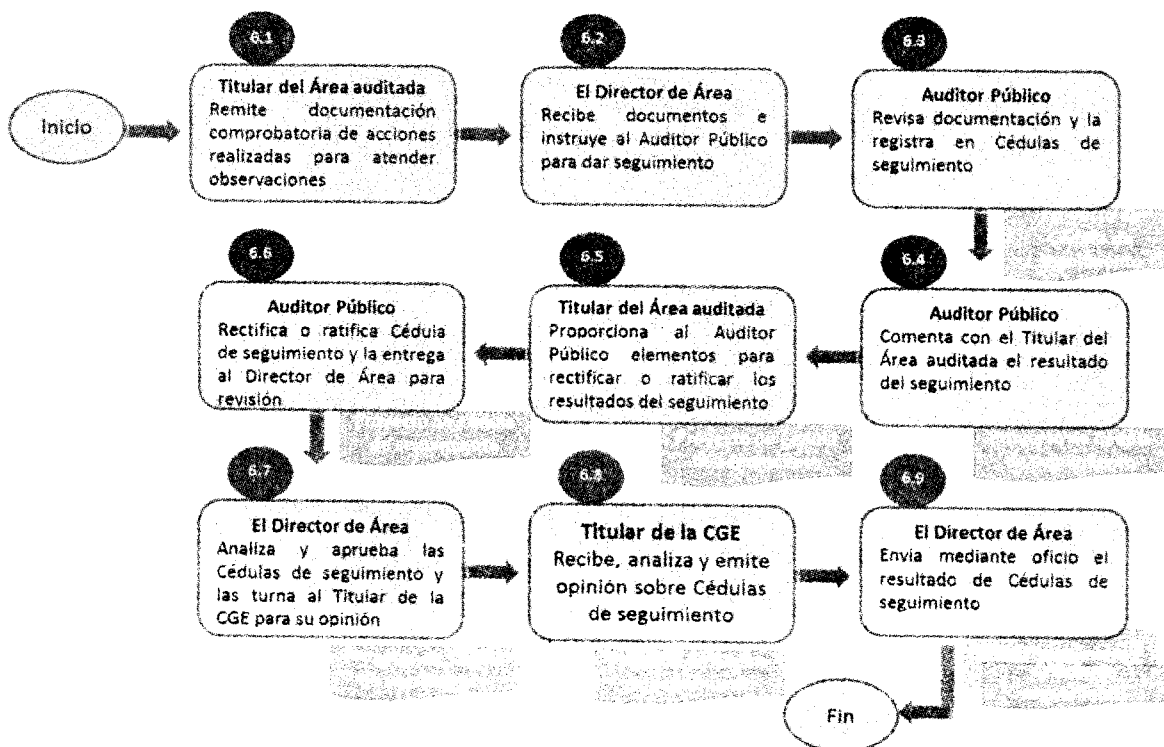 Inicio
6.1
Titular del Área auditada
Remite documentación
comprobatoria de acciones
realizadas para atender
observaciones
6.2
El Director de Área
Recibe documentos e
instruye al Auditor Público
para dar seguimiento
6.3
Auditor Público
Revisa documentación y la
registra en Cédulas de
seguimiento
6.4
Auditor Público
Comenta con el Titular del
Área auditada el resultado
del seguimiento
6.5
Titular del Área auditada
Proporciona al Auditor
Público elementos para
rectificar o ratificar los
resultados del seguimiento
6.6
Auditor Público
Rectifica o ratifica Cédula
de seguimiento y la entrega
al Director de Área para
revisión
6.7
El Director de Área
Analiza y aprueba las
Cédulas de seguimiento y
las turna al Titular de la
CGE para su opinión
6.8
Titular de la CGE
Recibe, analiza y emite
opinión sobre Cédulas
de seguimiento
6.9
El Director de Área
Envía mediante oficio el
resultado de Cédulas de
seguimiento
Fin